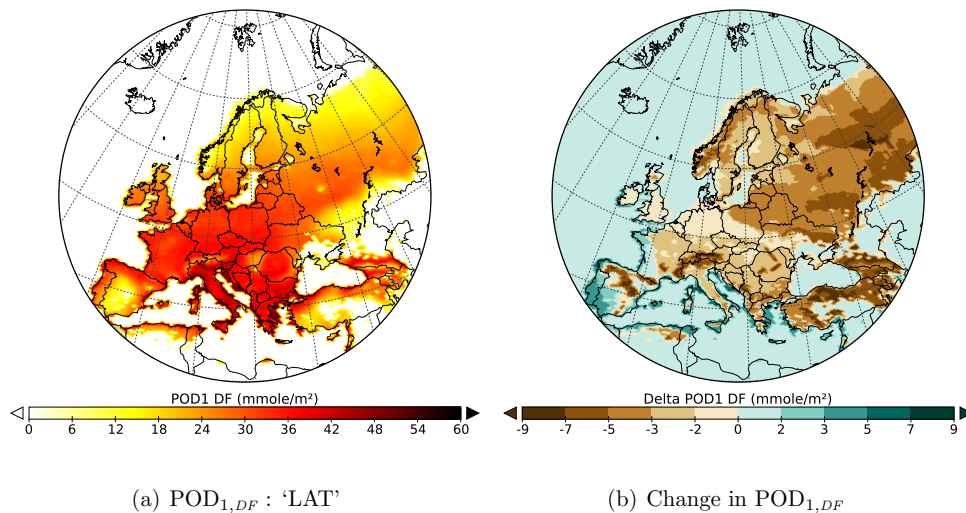 POD1 DF (mmole/m²)
0 6 12 18 24 30 36 42 48 54 60
Delta POD1 DF (mmole/m²)
-9 -7 -5 -3 -2 0 2 3 5 7 9
(a) POD₁,DF : ‘LAT’
(b) Change in POD₁,DF